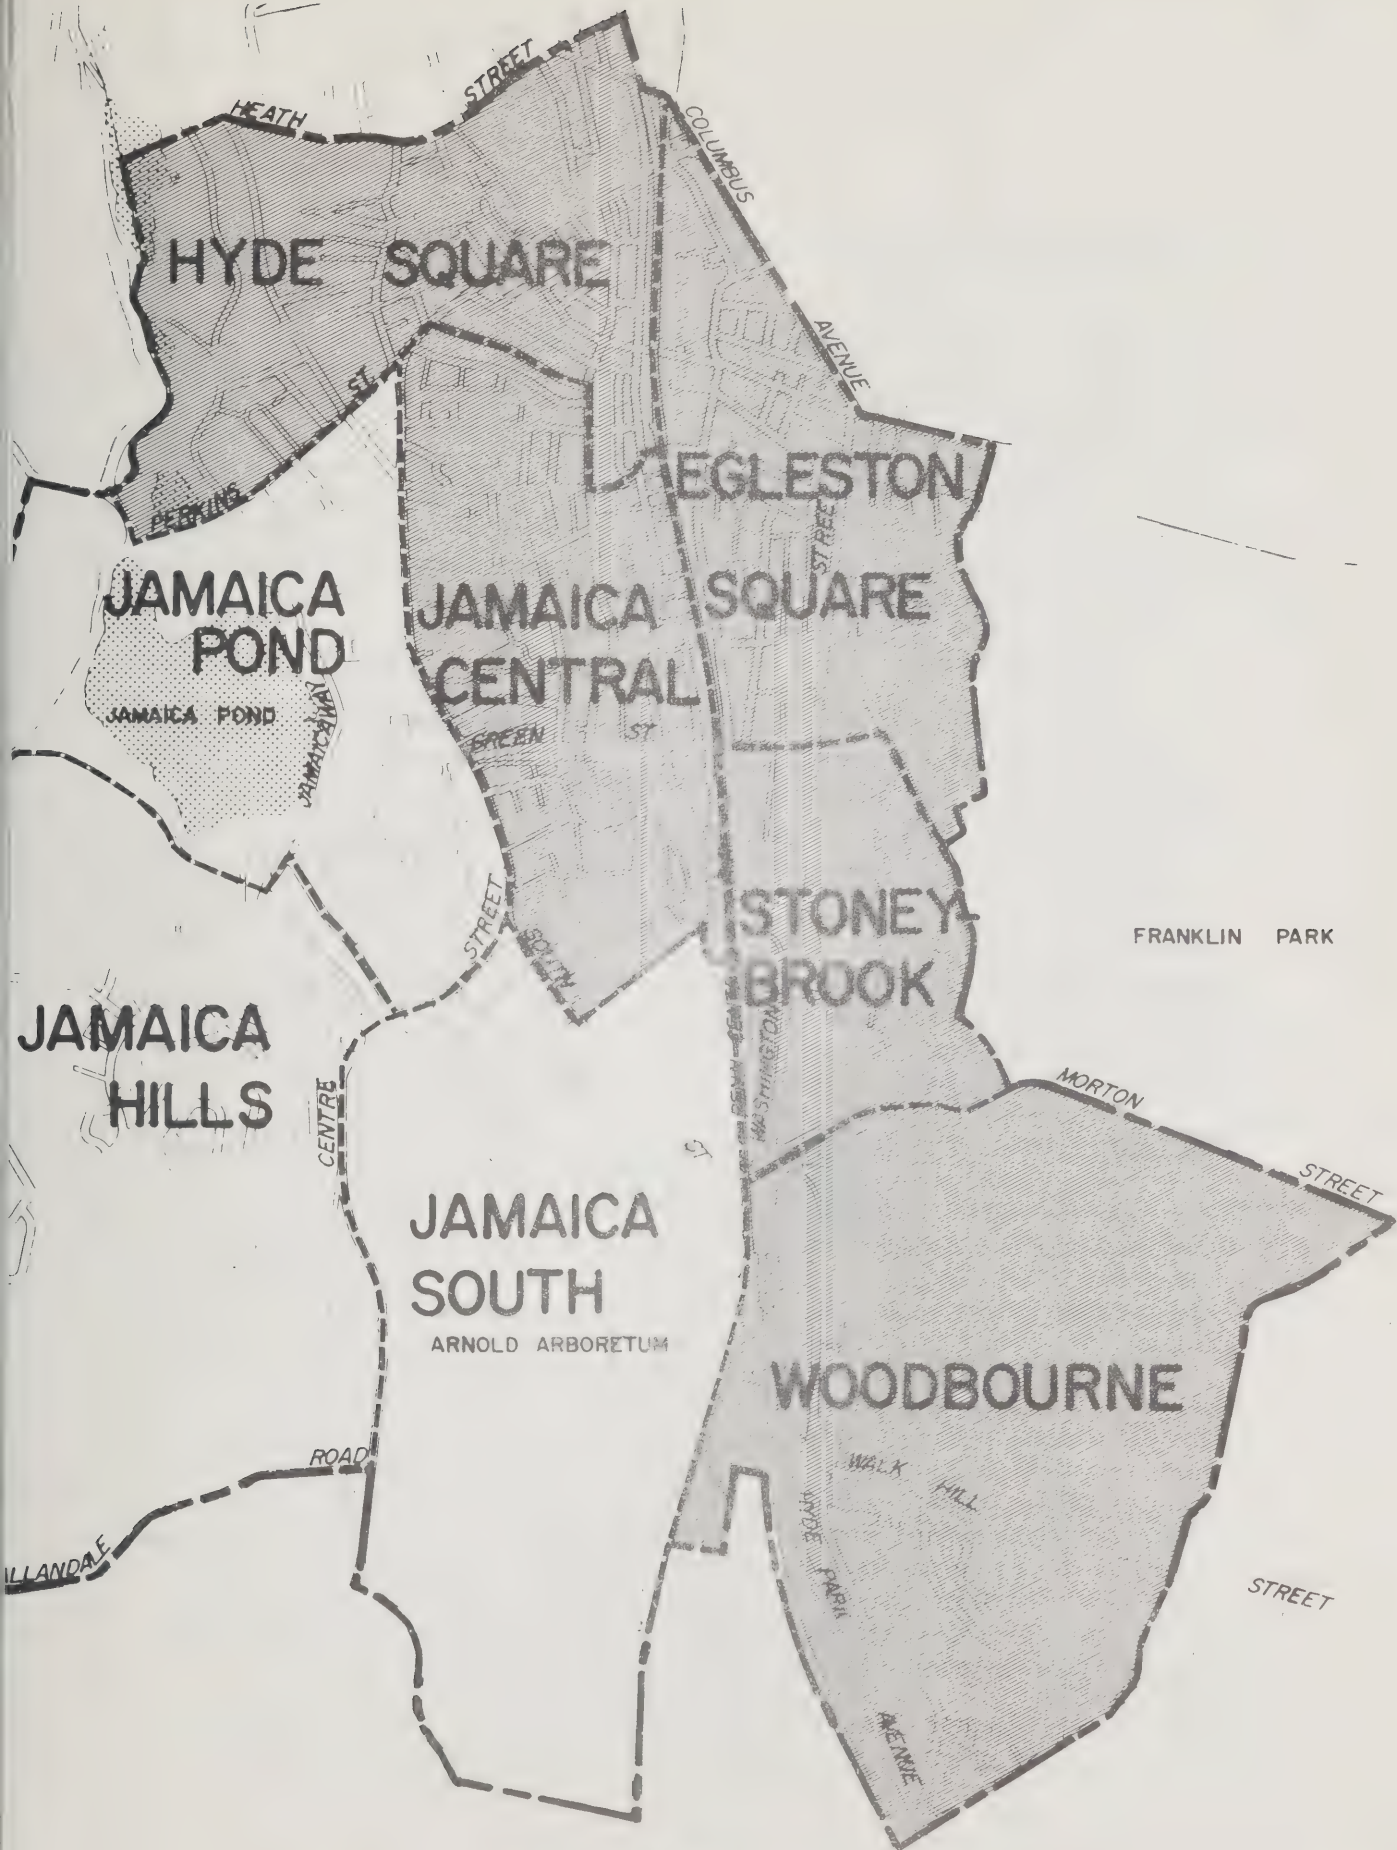 HEATH
STREET
COLUMBUS
AVENUE
HYDE SQUARE
ST.
PERKINS
EGLESTON
SQUARE
STREET
JAMAICA
POND
JAMAICA POND
JAMAICAWAY
JAMAICA
CENTRAL
GREEN ST
STREET
SOUTH
STONEY
BROOK
FRANKLIN PARK
JAMAICA
HILLS
CENTRE
WASHINGTON
MORTON
STREET
JAMAICA
SOUTH
ARNOLD ARBORETUM
WOODBOURNE
WALK HILL
STREET
HYDE
PARK
AVENUE
ROAD
ALLANDALE